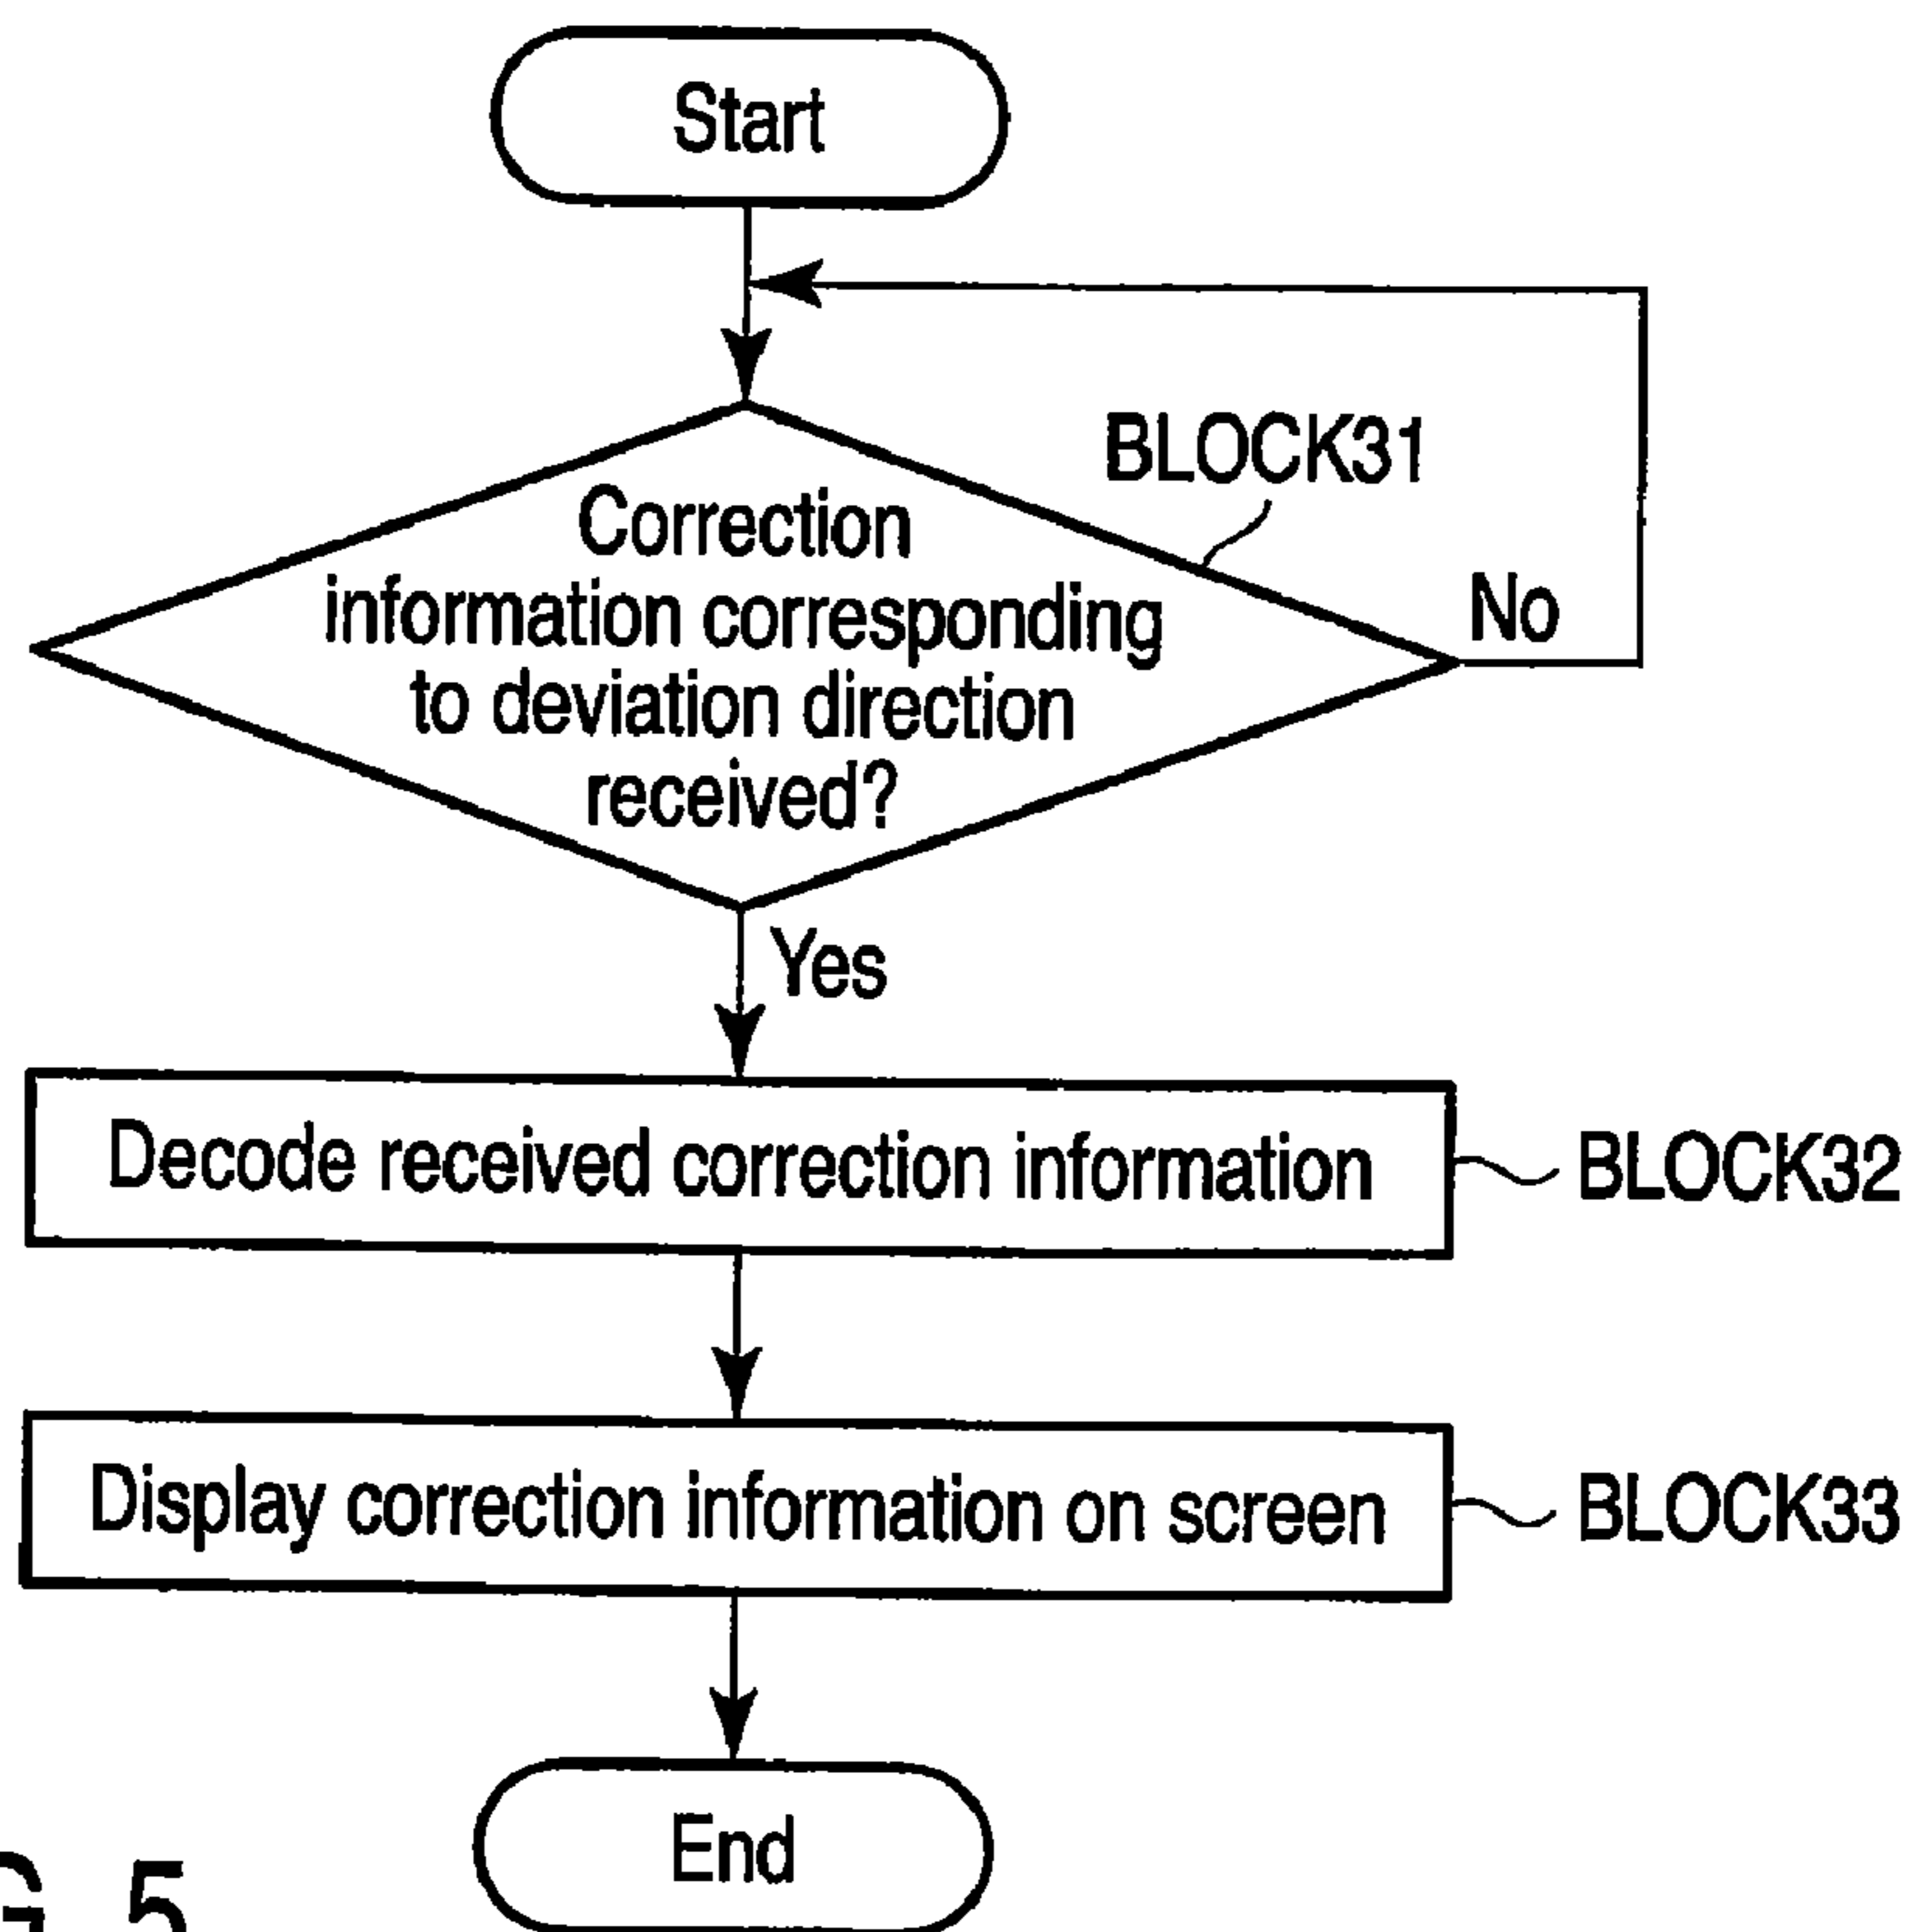 Start
BLOCK31
Correction
information corresponding
to deviation direction
received?
No
Yes
Decode received correction information
BLOCK32
Display correction information on screen
BLOCK33
End
G 5